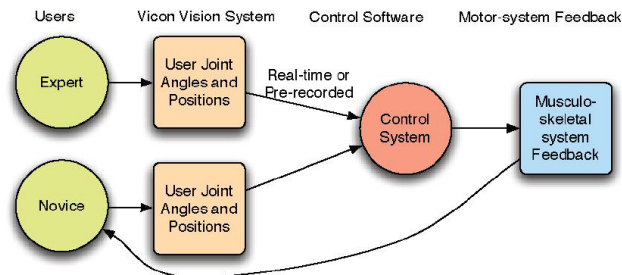 Users
Vicon Vision System
Control Software
Motor-system Feedback
Expert
User Joint
Angles and
Positions
Real-time or
Pre-recorded
Control
System
Musculo-
skeletal
system
Feedback
Novice
User Joint
Angles and
Positions